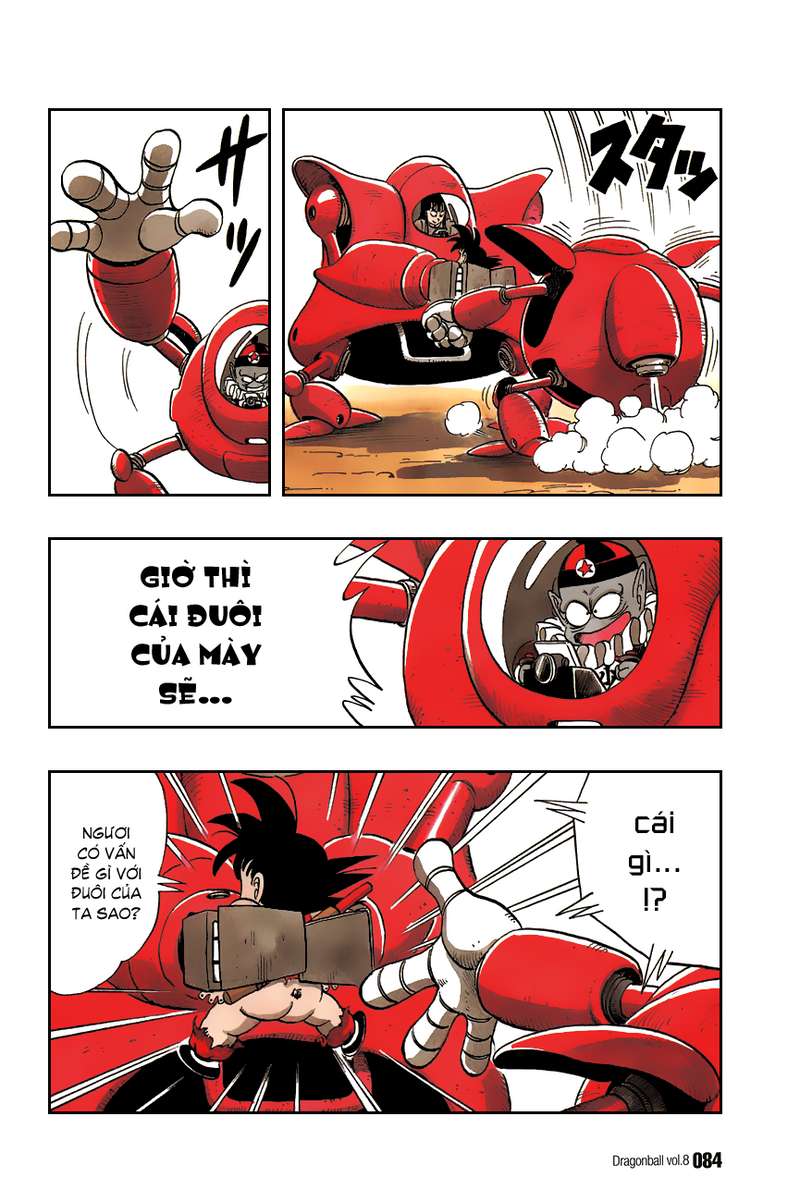 スタッ
サッ
GIỜ THÌ
CÁI ĐUÔI
CỦA MÀY
SẼ...
cái
gì...
!?
NGƯƠI
CÓ VẤN
ĐỀ GÌ VỚI
ĐUÔI CỦA
TA SAO?
Dragonball vol.8 084